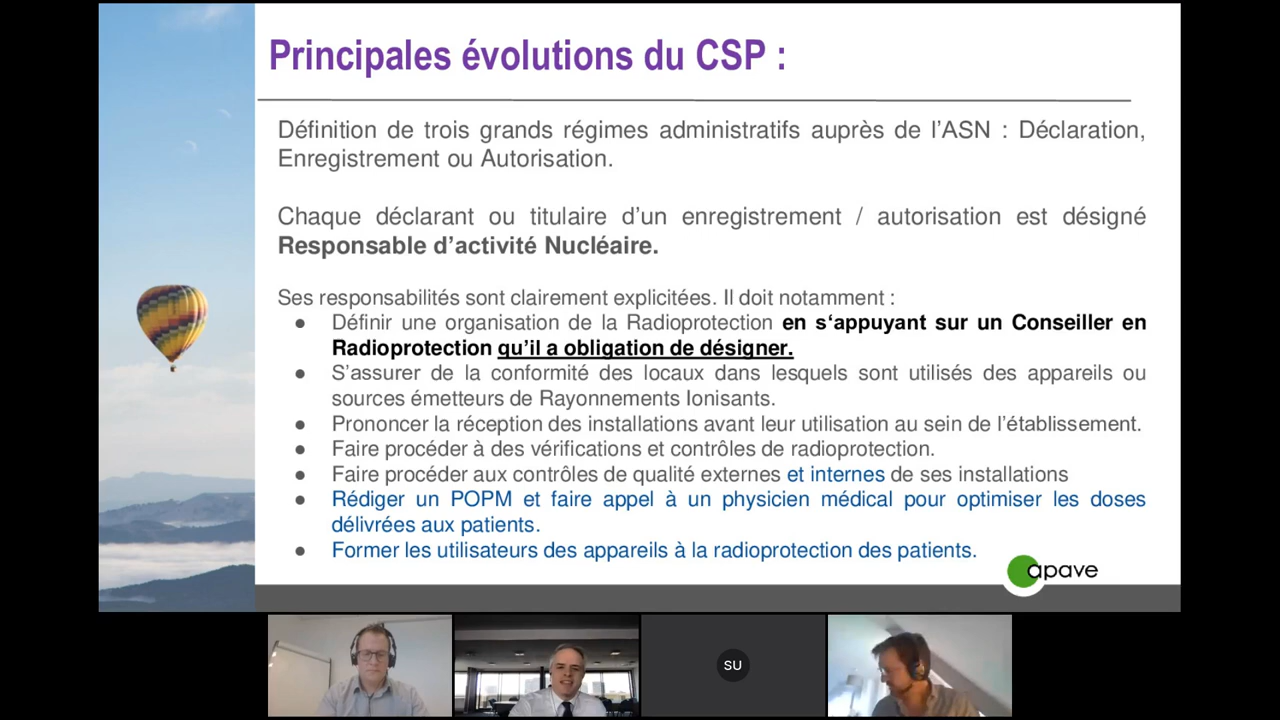 Principales évolutions du CSP :
Définition de trois grands régimes administratifs auprès de l’ASN : Déclaration,
Enregistrement ou Autorisation.
Chaque déclarant ou titulaire d’un enregistrement / autorisation est désigné
Responsable d’activité Nucléaire.
Ses responsabilités sont clairement explicitées. Il doit notamment :
● Définir une organisation de la Radioprotection en s‘appuyant sur un Conseiller en
Radioprotection qu’il a obligation de désigner.
● S’assurer de la conformité des locaux dans lesquels sont utilisés des appareils ou
sources émetteurs de Rayonnements Ionisants.
● Prononcer la réception des installations avant leur utilisation au sein de l’établissement.
● Faire procéder à des vérifications et contrôles de radioprotection.
● Faire procéder aux contrôles de qualité externes et internes de ses installations
● Rédiger un POPM et faire appel à un physicien médical pour optimiser les doses
délivrées aux patients.
● Former les utilisateurs des appareils à la radioprotection des patients.
apave
SU